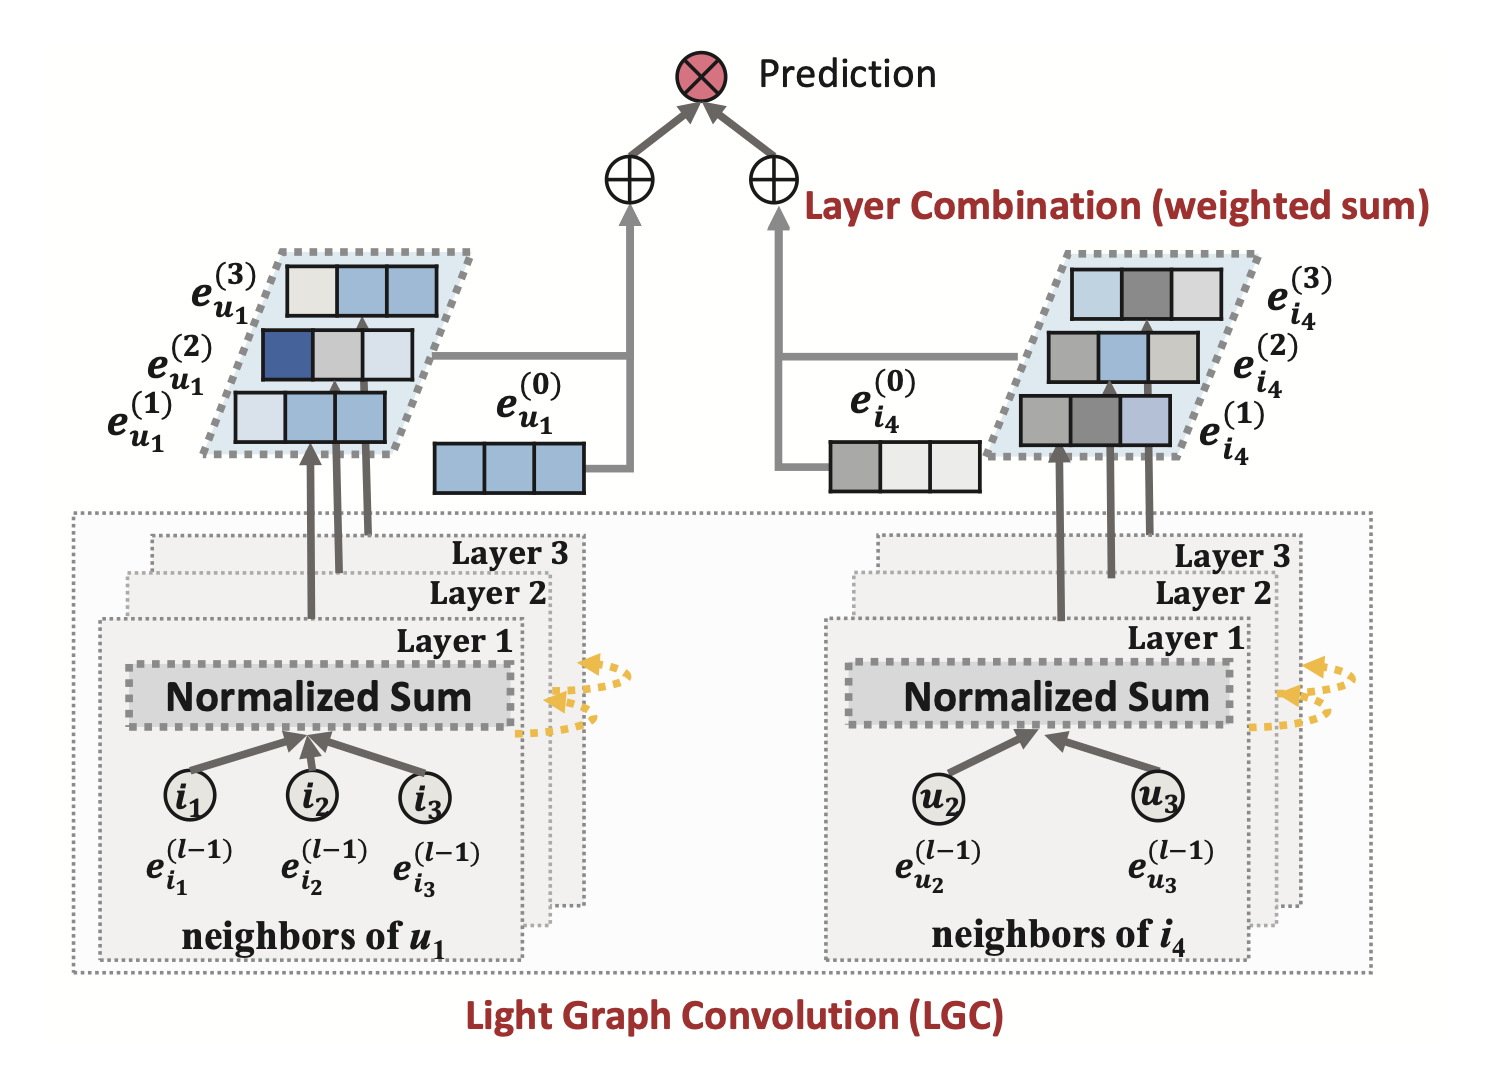 Prediction
Layer Combination (weighted sum)
e_{u_1}^{(3)}
e_{u_1}^{(2)}
e_{u_1}^{(1)}
e_{u_1}^{(0)}
e_{i_4}^{(0)}
e_{i_4}^{(3)}
e_{i_4}^{(2)}
e_{i_4}^{(1)}
Layer 3
Layer 2
Layer 1
Normalized Sum
i_1 i_2 i_3
e_{i_1}^{(l-1)} e_{i_2}^{(l-1)} e_{i_3}^{(l-1)}
neighbors of u_1
Layer 3
Layer 2
Layer 1
Normalized Sum
u_2 u_3
e_{u_2}^{(l-1)} e_{u_3}^{(l-1)}
neighbors of i_4
Light Graph Convolution (LGC)